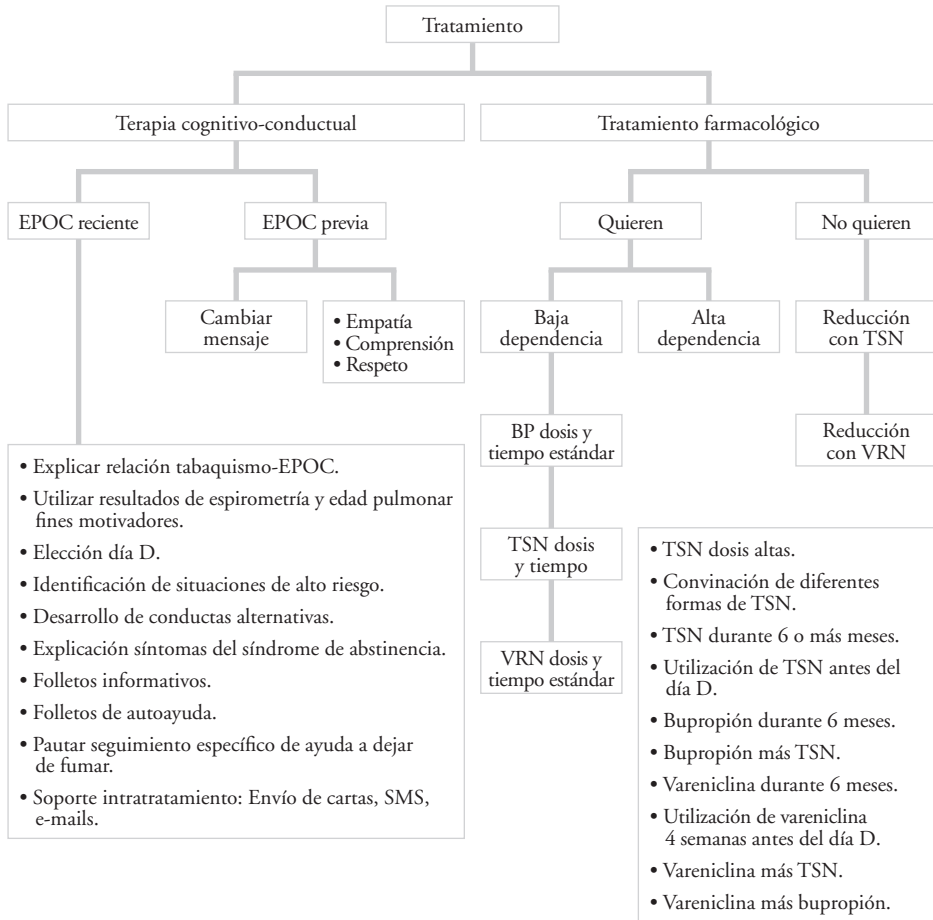 Tratamiento
Terapia cognitivo-conductual
Tratamiento farmacológico
EPOC reciente
EPOC previa
Quieren
No quieren
Cambiar
mensaje
• Empatía
• Comprensión
• Respeto
Baja
dependencia
Alta
dependencia
Reducción
con TSN
BP dosis y
tiempo estándar
Reducción
con VRN
• Explicar relación tabaquismo-EPOC.
• Utilizar resultados de espirometría y edad pulmonar
fines motivadores.
• Elección día D.
• Identificación de situaciones de alto riesgo.
• Desarrollo de conductas alternativas.
• Explicación síntomas del síndrome de abstinencia.
• Folletos informativos.
• Folletos de autoayuda.
• Pautar seguimiento específico de ayuda a dejar
de fumar.
• Soporte intratratamiento: Envío de cartas, SMS,
e-mails.
TSN dosis
y tiempo
VRN dosis y
tiempo estándar
• TSN dosis altas.
• Convinación de diferentes
formas de TSN.
• TSN durante 6 o más meses.
• Utilización de TSN antes del
día D.
• Bupropión durante 6 meses.
• Bupropión más TSN.
• Vareniclina durante 6 meses.
• Utilización de vareniclina
4 semanas antes del día D.
• Vareniclina más TSN.
• Vareniclina más bupropión.